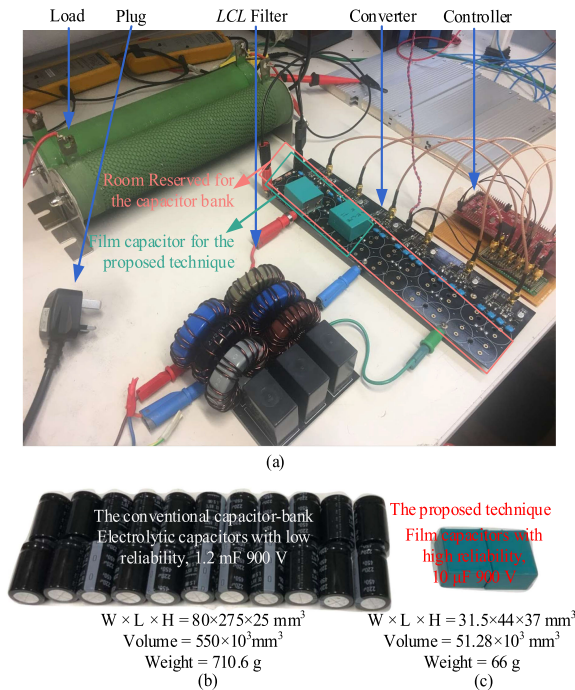 Load
Plug
LCL Filter
Converter
Controller
Room Reserved for
the capacitor bank
Film capacitor for the
proposed technique
(a)
The conventional capacitor-bank
Electrolytic capacitors with low
reliability, 1.2 mF 900 V
W × L × H = 80×275×25 mm³
Volume = 550×10³mm³
Weight = 710.6 g
(b)
The proposed technique
Film capacitors with
high reliability,
10 μF 900 V
W × L × H = 31.5×44×37 mm³
Volume = 51.28×10³ mm³
Weight = 66 g
(c)